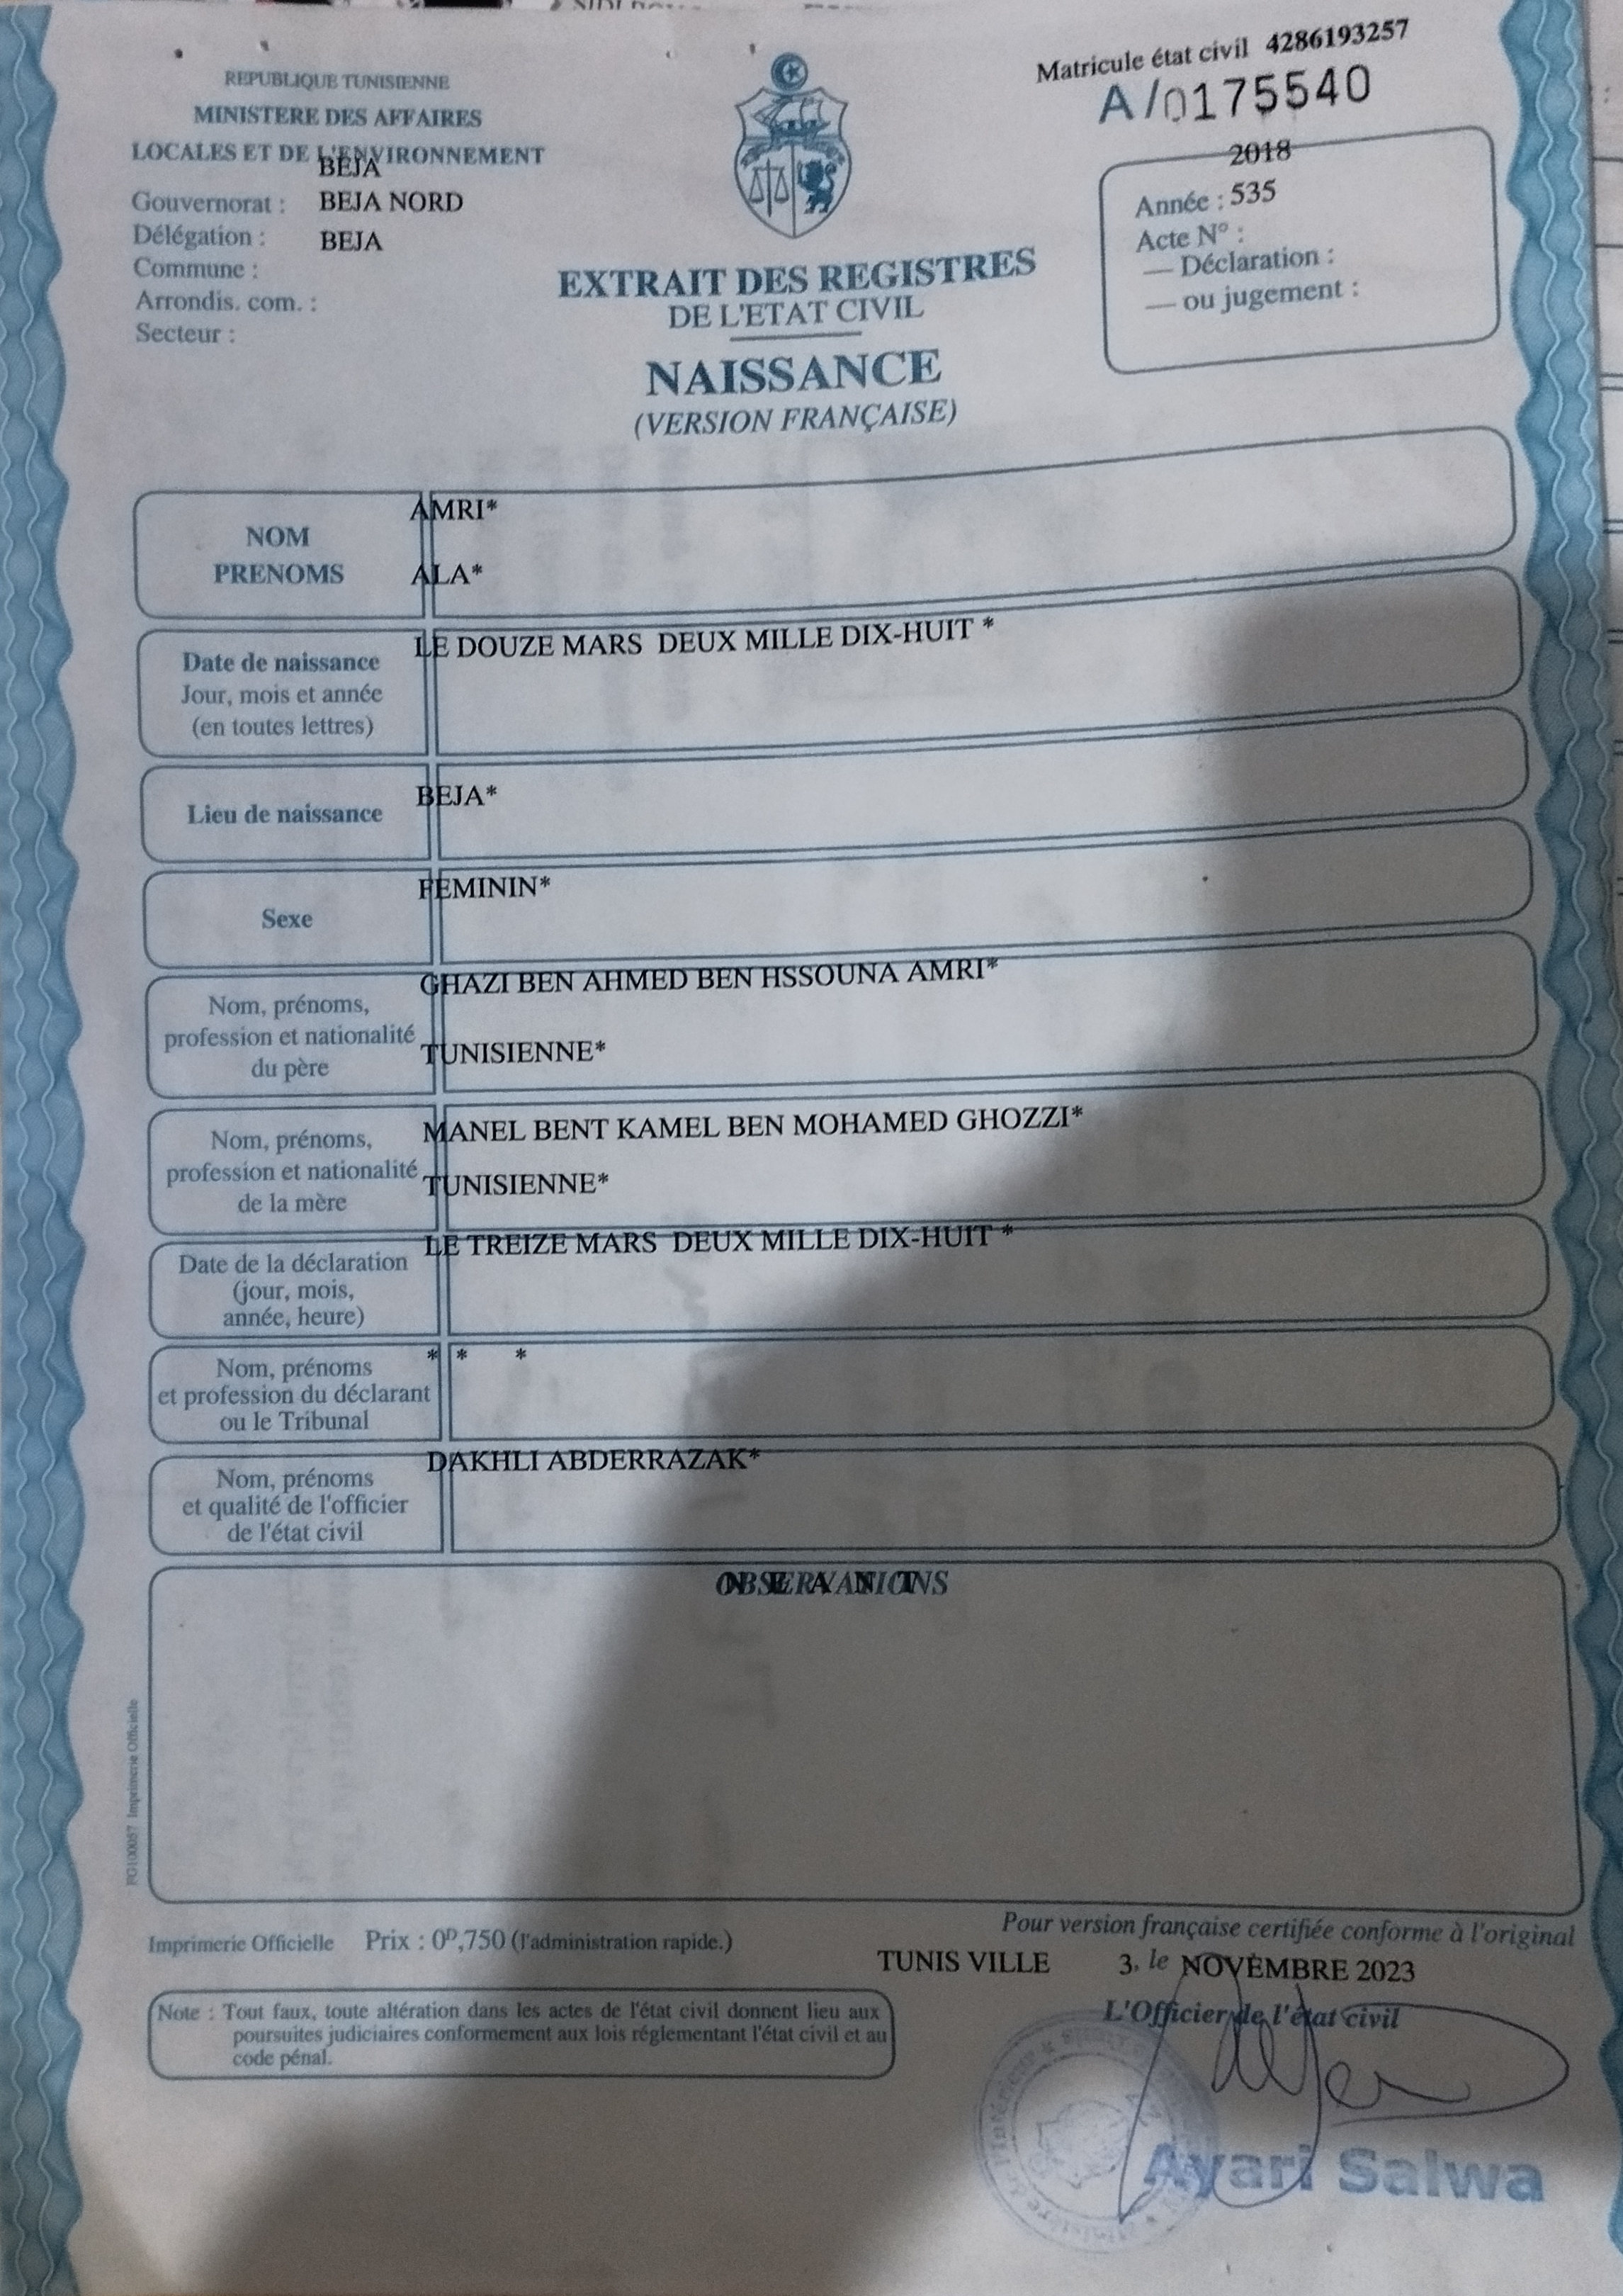 REPUBLIQUE TUNISIENNE
MINISTERE DES AFFAIRES
LOCALES ET DE L'ENVIRONNEMENT
BEJA
Gouvernorat : BEJA NORD
Délégation : BEJA
Commune :
Arrondis. com. :
Secteur :
Matricule état civil 4286193257
A/0175540
2018
Année : 535
Acte N° :
— Déclaration :
— ou jugement :
EXTRAIT DES REGISTRES
DE L'ETAT CIVIL
NAISSANCE
(VERSION FRANÇAISE)
NOM AMRI*
PRENOMS ALA*
LE DOUZE MARS DEUX MILLE DIX-HUIT *
Date de naissance
Jour, mois et année
(en toutes lettres)
BEJA*
Lieu de naissance
FEMININ*
Sexe
GHAZI BEN AHMED BEN HSSOUNA AMRI*
Nom, prénoms,
profession et nationalité
du père
TUNISIENNE*
MANEL BENT KAMEL BEN MOHAMED GHOZZI*
Nom, prénoms,
profession et nationalité
de la mère
TUNISIENNE*
LE TREIZE MARS DEUX MILLE DIX-HUIT *
Date de la déclaration
(jour, mois,
année, heure)
* * *
Nom, prénoms
et profession du déclarant
ou le Tribunal
DAKHLI ABDERRAZAK*
Nom, prénoms
et qualité de l'officier
de l'état civil
OBSERVATIONS
N E A N T
PG100087 Imprimerie Officielle
Imprimerie Officielle Prix : 0D,750 (l'administration rapide.)
Pour version française certifiée conforme à l'original
TUNIS VILLE 3. le NOVEMBRE 2023
L'Officier de l'état civil
Note : Tout faux, toute altération dans les actes de l'état civil donnent lieu aux
poursuites judiciaires conformement aux lois réglementant l'état civil et au
code pénal.
Ayari Salwa